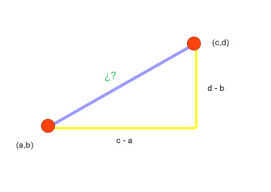 (c,d)
¿?
d - b
(a,b)
c - a